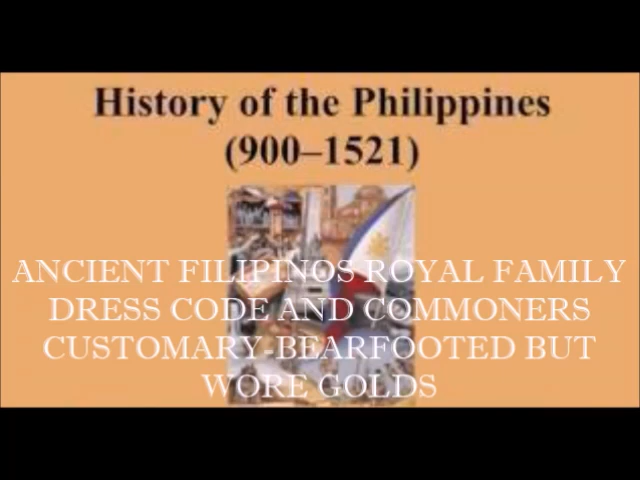 History of the Philippines
(900–1521)
ANCIENT FILIPINOS ROYAL FAMILY
DRESS CODE AND COMMONERS
CUSTOMARY-BEARFOOTED BUT
WORE GOLDS